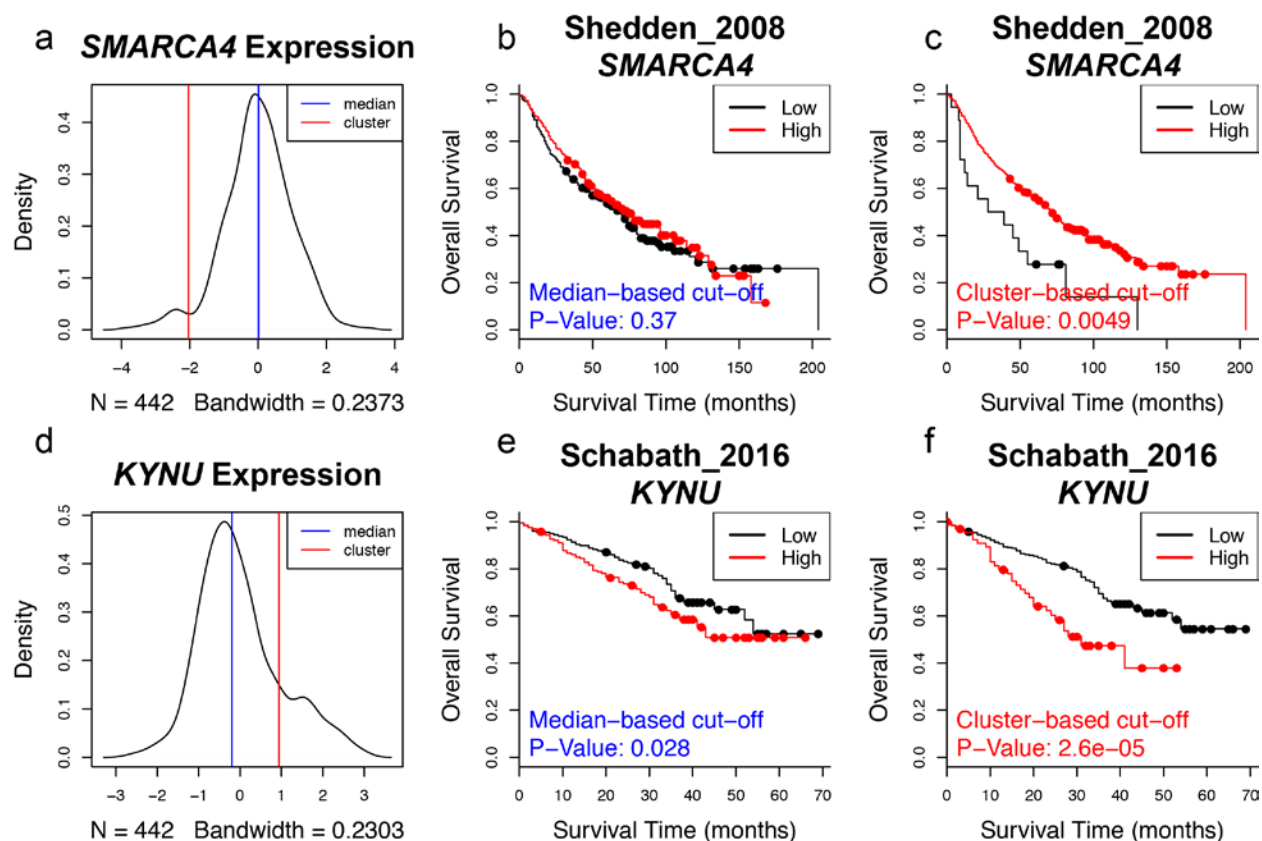 a
SMARCA4 Expression
median
cluster
Density
0.0
0.1
0.2
0.3
0.4
−4 −2 0 2 4
N = 442 Bandwidth = 0.2373
b
Shedden_2008
SMARCA4
Low
High
Overall Survival
0.0
0.2
0.4
0.6
0.8
1.0
Median−based cut−off
P−Value: 0.37
0 50 100 150 200
Survival Time (months)
c
Shedden_2008
SMARCA4
Low
High
Overall Survival
0.0
0.2
0.4
0.6
0.8
1.0
Cluster−based cut−off
P−Value: 0.0049
0 50 100 150 200
Survival Time (months)
d
KYNU Expression
median
cluster
Density
0.0
0.1
0.2
0.3
0.4
0.5
−3 −2 −1 0 1 2 3
N = 442 Bandwidth = 0.2303
e
Schabath_2016
KYNU
Low
High
Overall Survival
0.0
0.2
0.4
0.6
0.8
1.0
Median−based cut−off
P−Value: 0.028
0 10 20 30 40 50 60 70
Survival Time (months)
f
Schabath_2016
KYNU
Low
High
Overall Survival
0.0
0.2
0.4
0.6
0.8
1.0
Cluster−based cut−off
P−Value: 2.6e−05
0 10 20 30 40 50 60 70
Survival Time (months)